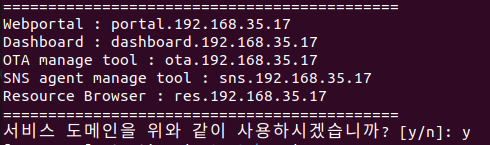 ============================================
Webportal : portal.192.168.35.17
Dashboard : dashboard.192.168.35.17
OTA manage tool : ota.192.168.35.17
SNS agent manage tool : sns.192.168.35.17
Resource Browser : res.192.168.35.17
============================================
서비스 도메인을 위와 같이 사용하시겠습니까? [y/n]: y